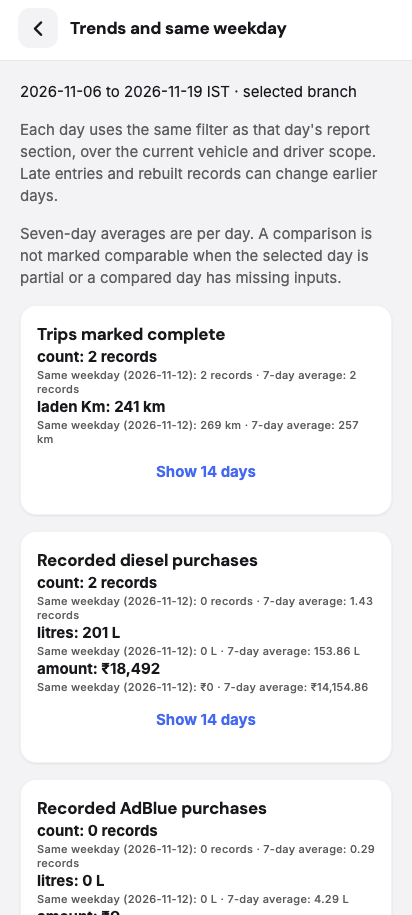 Trends and same weekday
2026-11-06 to 2026-11-19 IST · selected branch
Each day uses the same filter as that day's report
section, over the current vehicle and driver scope.
Late entries and rebuilt records can change earlier
days.
Seven-day averages are per day. A comparison is
not marked comparable when the selected day is
partial or a compared day has missing inputs.
Trips marked complete
count: 2 records
Same weekday (2026-11-12): 2 records · 7-day average: 2
records
laden Km: 241 km
Same weekday (2026-11-12): 269 km · 7-day average: 257
km
Show 14 days
Recorded diesel purchases
count: 2 records
Same weekday (2026-11-12): 0 records · 7-day average: 1.43
records
litres: 201 L
Same weekday (2026-11-12): 0 L · 7-day average: 153.86 L
amount: ₹18,492
Same weekday (2026-11-12): ₹0 · 7-day average: ₹14,154.86
Show 14 days
Recorded AdBlue purchases
count: 0 records
Same weekday (2026-11-12): 0 records · 7-day average: 0.29
records
litres: 0 L
Same weekday (2026-11-12): 0 L · 7-day average: 4.29 L
amount: ₹0